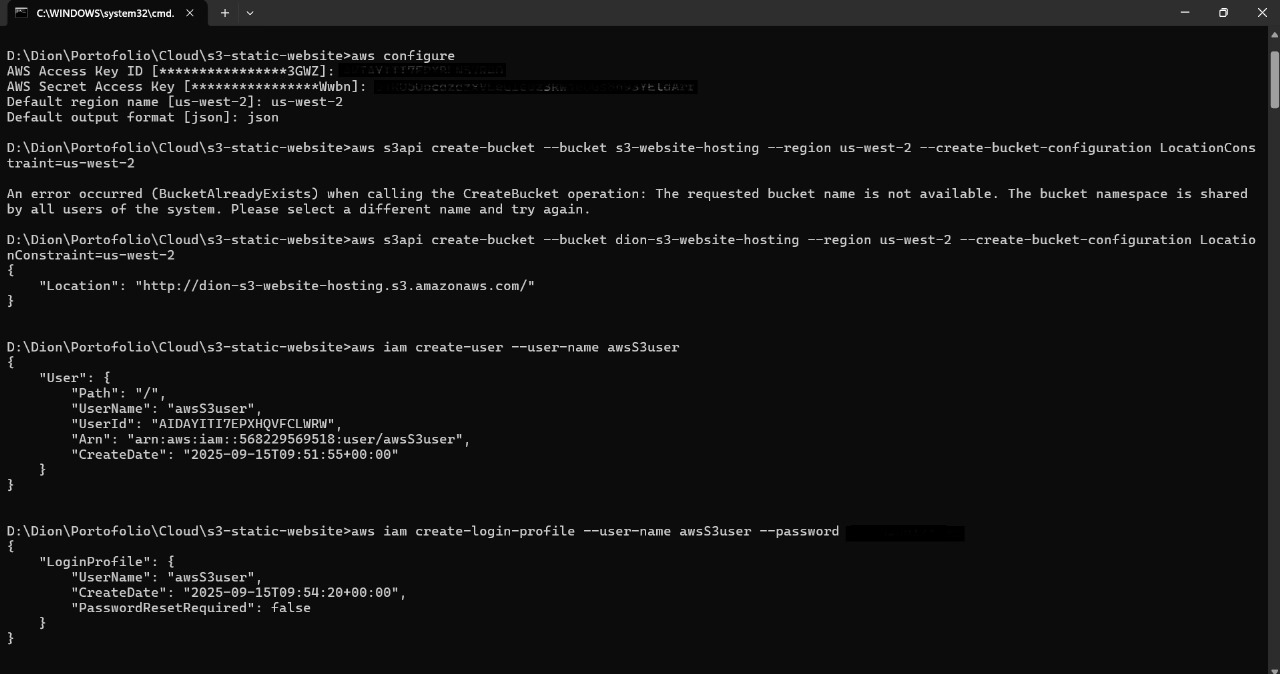 C:\WINDOWS\system32\cmd.
D:\Dion\Portofolio\Cloud\s3-static-website>aws configure
AWS Access Key ID [****************3GWZ]:
AWS Secret Access Key [****************Wwbn]:
Default region name [us-west-2]: us-west-2
Default output format [json]: json
D:\Dion\Portofolio\Cloud\s3-static-website>aws s3api create-bucket --bucket s3-website-hosting --region us-west-2 --create-bucket-configuration LocationCons
traint=us-west-2
An error occurred (BucketAlreadyExists) when calling the CreateBucket operation: The requested bucket name is not available. The bucket namespace is shared
by all users of the system. Please select a different name and try again.
D:\Dion\Portofolio\Cloud\s3-static-website>aws s3api create-bucket --bucket dion-s3-website-hosting --region us-west-2 --create-bucket-configuration Locatio
nConstraint=us-west-2
{
    "Location": "http://dion-s3-website-hosting.s3.amazonaws.com/"
}
D:\Dion\Portofolio\Cloud\s3-static-website>aws iam create-user --user-name awsS3user
{
    "User": {
        "Path": "/",
        "UserName": "awsS3user",
        "UserId": "AIDAYITI7EPXHQVFCLWRW",
        "Arn": "arn:aws:iam::568229569518:user/awsS3user",
        "CreateDate": "2025-09-15T09:51:55+00:00"
    }
}
D:\Dion\Portofolio\Cloud\s3-static-website>aws iam create-login-profile --user-name awsS3user --password
{
    "LoginProfile": {
        "UserName": "awsS3user",
        "CreateDate": "2025-09-15T09:54:20+00:00",
        "PasswordResetRequired": false
    }
}